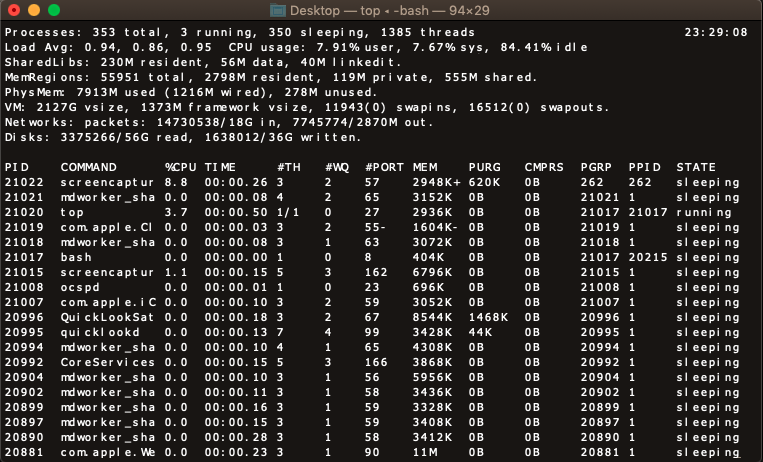 Desktop — top ◂ -bash — 94×29
Processes: 353 total, 3 running, 350 sleeping, 1385 threads 23:29:08
Load Avg: 0.94, 0.86, 0.95 CPU usage: 7.91% user, 7.67% sys, 84.41% idle
SharedLibs: 230M resident, 56M data, 40M linkedit.
MemRegions: 55951 total, 2798M resident, 119M private, 555M shared.
PhysMem: 7913M used (1216M wired), 278M unused.
VM: 2127G vsize, 1373M framework vsize, 11943(0) swapins, 16512(0) swapouts.
Networks: packets: 14730538/18G in, 7745774/2870M out.
Disks: 3375266/56G read, 1638012/36G written.
PID COMMAND %CPU TIME #TH #WQ #PORT MEM PURG CMPRS PGRP PPID STATE
21022 screencaptur 8.8 00:00.26 3 2 57 2948K+ 620K 0B 262 262 sleeping
21021 mdworker_sha 0.0 00:00.08 4 2 65 3152K 0B 0B 21021 1 sleeping
21020 top 3.7 00:00.50 1/1 0 27 2936K 0B 0B 21017 21017 running
21019 com.apple.Cl 0.0 00:00.03 3 2 55- 1604K- 0B 0B 21019 1 sleeping
21018 mdworker_sha 0.0 00:00.08 3 1 63 3072K 0B 0B 21018 1 sleeping
21017 bash 0.0 00:00.00 1 0 8 404K 0B 0B 21017 20215 sleeping
21015 screencaptur 1.1 00:00.15 5 3 162 6796K 0B 0B 21015 1 sleeping
21008 ocspd 0.0 00:00.01 1 0 23 696K 0B 0B 21008 1 sleeping
21007 com.apple.iC 0.0 00:00.10 3 2 59 3052K 0B 0B 21007 1 sleeping
20996 QuickLookSat 0.0 00:00.18 3 2 67 8544K 1468K 0B 20996 1 sleeping
20995 quicklookd 0.0 00:00.13 7 4 99 3428K 44K 0B 20995 1 sleeping
20994 mdworker_sha 0.0 00:00.10 4 1 65 4308K 0B 0B 20994 1 sleeping
20992 CoreServices 0.0 00:00.15 5 3 166 3868K 0B 0B 20992 1 sleeping
20904 mdworker_sha 0.0 00:00.10 3 1 56 5956K 0B 0B 20904 1 sleeping
20902 mdworker_sha 0.0 00:00.11 3 1 58 3436K 0B 0B 20902 1 sleeping
20899 mdworker_sha 0.0 00:00.16 3 1 59 3328K 0B 0B 20899 1 sleeping
20897 mdworker_sha 0.0 00:00.15 3 1 59 3408K 0B 0B 20897 1 sleeping
20890 mdworker_sha 0.0 00:00.28 3 1 58 3412K 0B 0B 20890 1 sleeping
20881 com.apple.We 0.0 00:00.23 3 1 90 11M 0B 0B 20881 1 sleeping